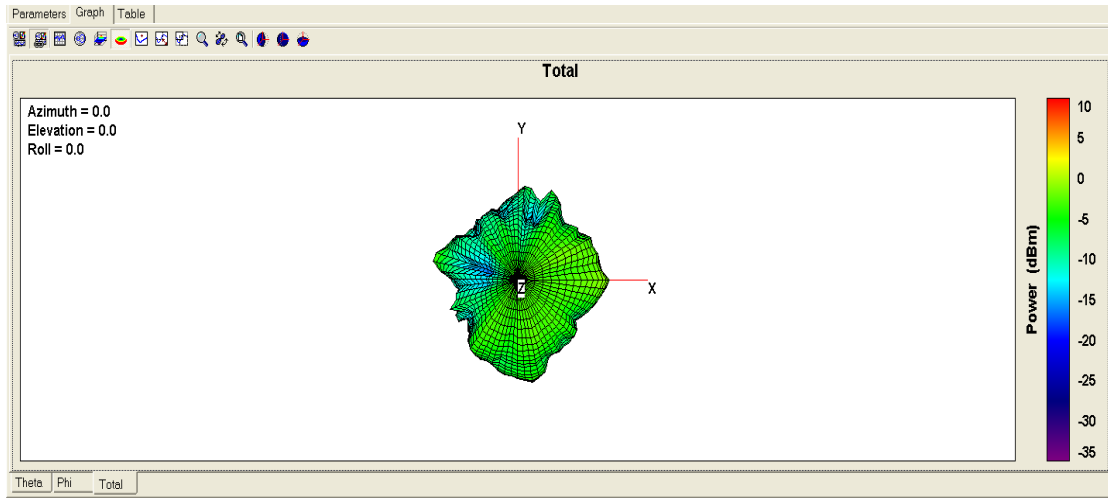 Parameters Graph Table
Total
Azimuth = 0.0
Elevation = 0.0
Roll = 0.0
Y
X
Z
10
5
0
-5
-10
-15
-20
-25
-30
-35
Power (dBm)
Theta Phi Total